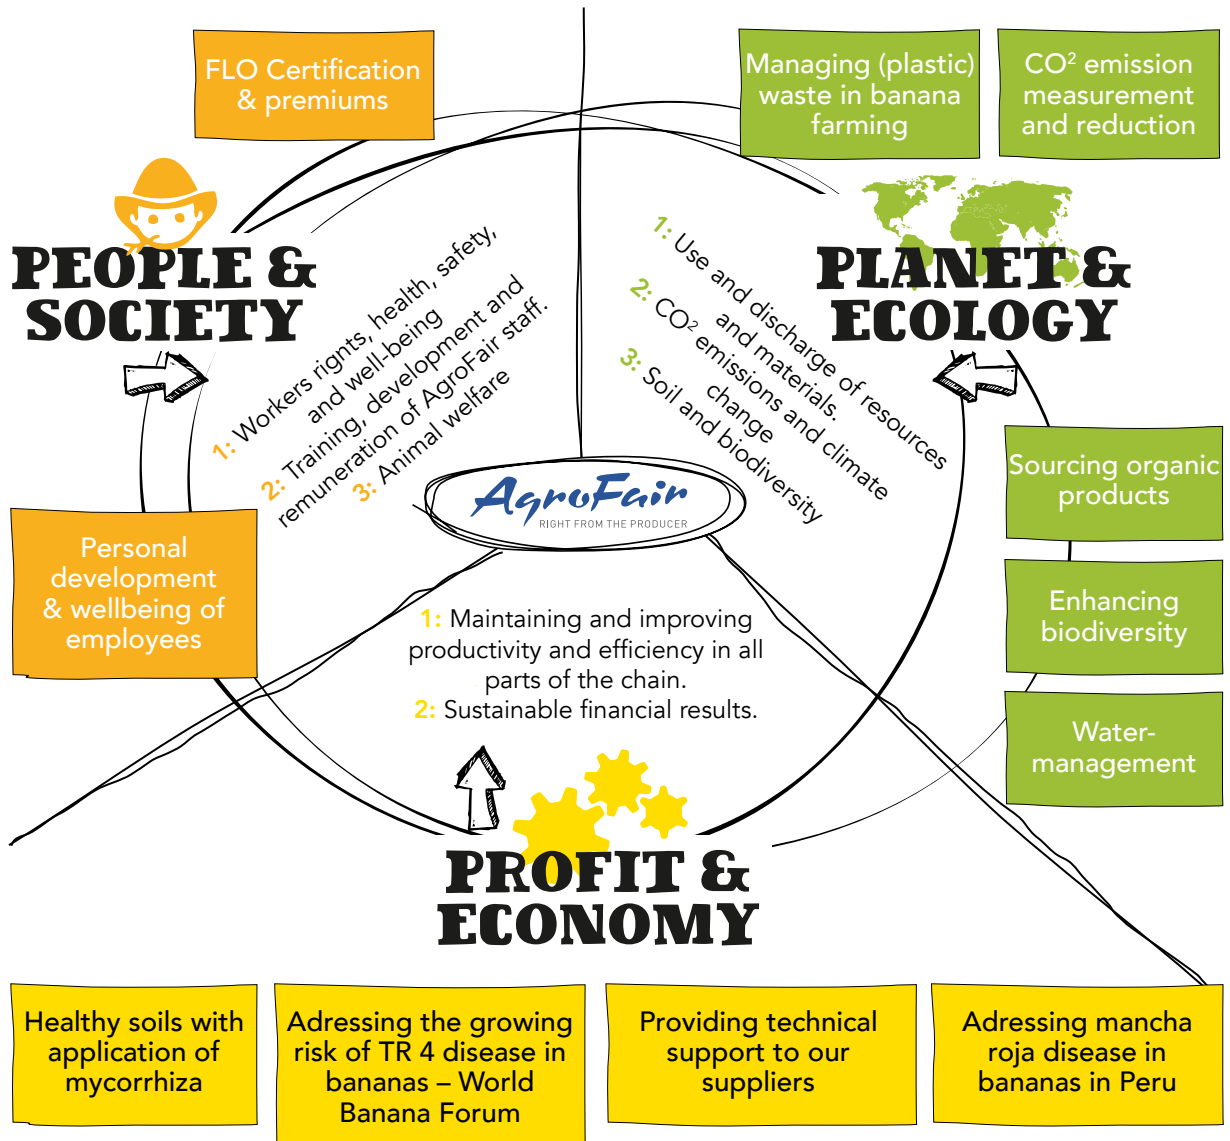 FLO Certification
& premiums
Managing (plastic)
waste in banana
farming
CO² emission
measurement
and reduction
PEOPLE &
SOCIETY
PLANET &
ECOLOGY
1: Workers rignts, health, safety,
and well-being
2: Training, development and
remuneration of AgroFair staff.
3: Animal welfare
1: Use and discharge of resources
and materials.
2: CO² emissions and climate
change
3: Soil and biodiversity
AgroFair
RIGHT FROM THE PRODUCER
Sourcing organic
products
Personal
development
& wellbeing of
employees
Enhancing
biodiversity
1: Maintaining and improving
productivity and efficiency in all
parts of the chain.
2: Sustainable financial results.
Water-
management
PROFIT &
ECONOMY
Healthy soils with
application of
mycorrhiza
Adressing the growing
risk of TR 4 disease in
bananas – World
Banana Forum
Providing technical
support to our
suppliers
Adressing mancha
roja disease in
bananas in Peru